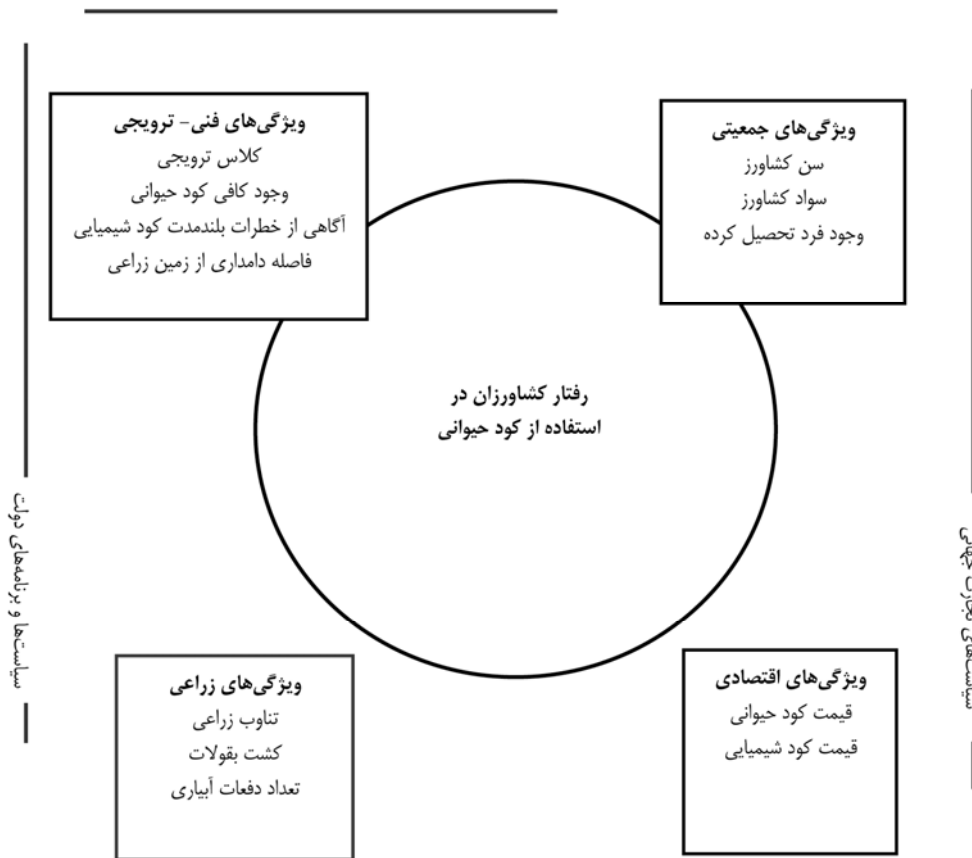 ویژگی‌های جمعیتی
سن کشاورز
سواد کشاورز
وجود فرد تحصیل کرده
ویژگی‌های فنی- ترویجی
کلاس ترویجی
وجود کافی کود حیوانی
آگاهی از خطرات بلندمدت کود شیمیایی
فاصله دامداری از زمین زراعی
رفتار کشاورزان در
استفاده از کود حیوانی
سیاست‌های تجارت جهانی
سیاست‌ها و برنامه‌های دولت
ویژگی‌های اقتصادی
قیمت کود حیوانی
قیمت کود شیمیایی
ویژگی‌های زراعی
تناوب زراعی
کشت بقولات
تعداد دفعات آبیاری